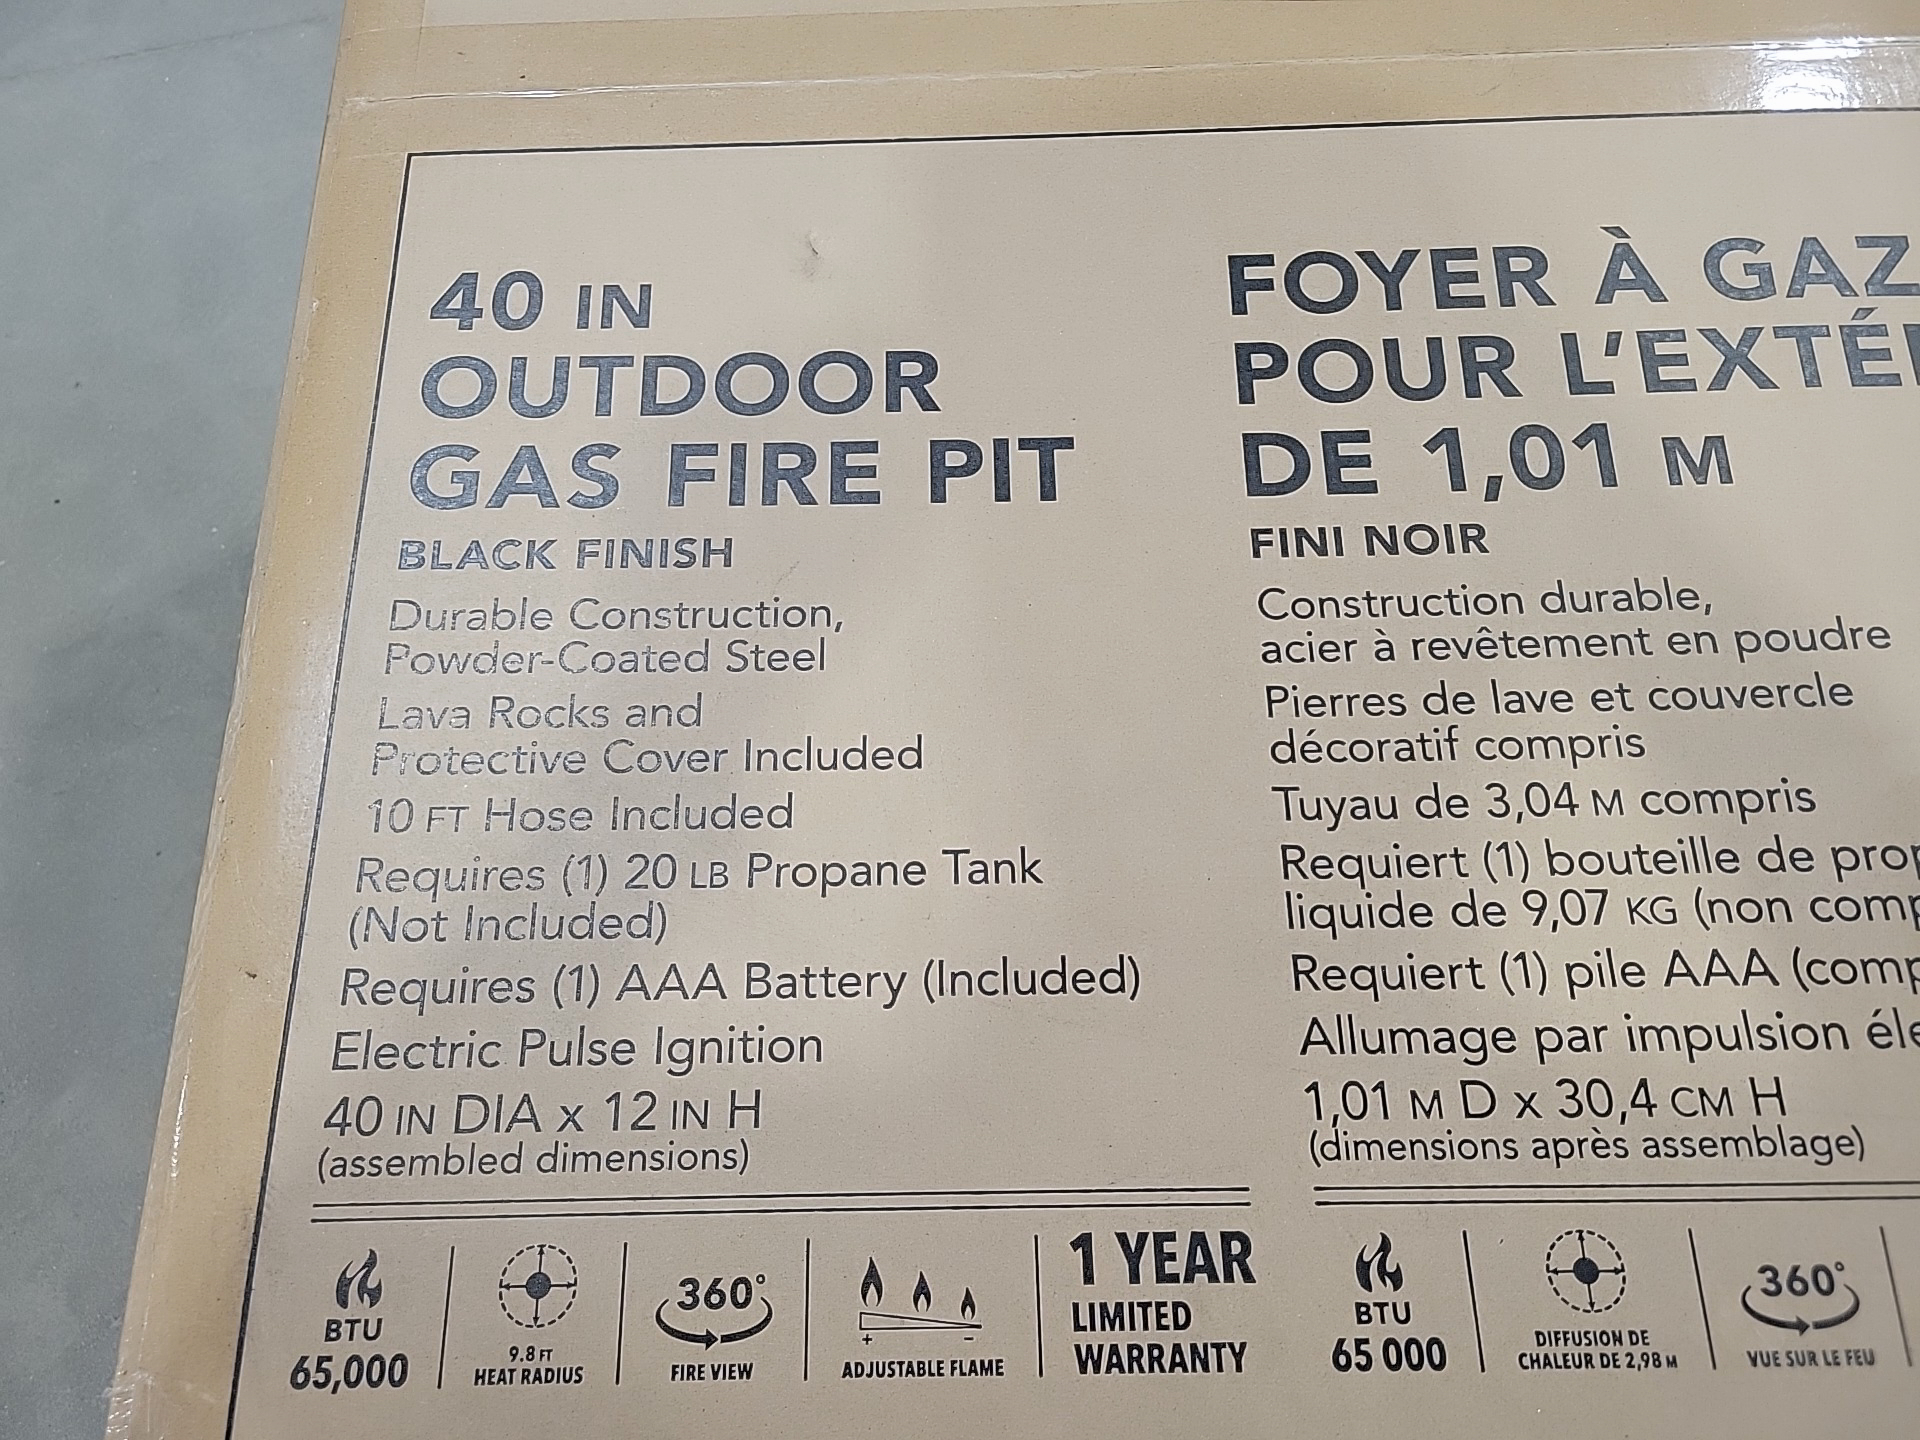 40 IN
OUTDOOR
GAS FIRE PIT
BLACK FINISH
Durable Construction,
Powder-Coated Steel
Lava Rocks and
Protective Cover Included
10 FT Hose Included
Requires (1) 20 LB Propane Tank
(Not Included)
Requires (1) AAA Battery (Included)
Electric Pulse Ignition
40 IN DIA x 12 IN H
(assembled dimensions)
BTU
65,000
9.8 FT
HEAT RADIUS
360°
FIRE VIEW
+ −
ADJUSTABLE FLAME
1 YEAR
LIMITED
WARRANTY
FOYER À GAZ
POUR L'EXTÉ
DE 1,01 M
FINI NOIR
Construction durable,
acier à revêtement en poudre
Pierres de lave et couvercle
décoratif compris
Tuyau de 3,04 M compris
Requiert (1) bouteille de pro
liquide de 9,07 KG (non com
Requiert (1) pile AAA (com
Allumage par impulsion éle
1,01 M D x 30,4 CM H
(dimensions après assemblage)
BTU
65 000
DIFFUSION DE
CHALEUR DE 2,98 M
360°
VUE SUR LE FEU